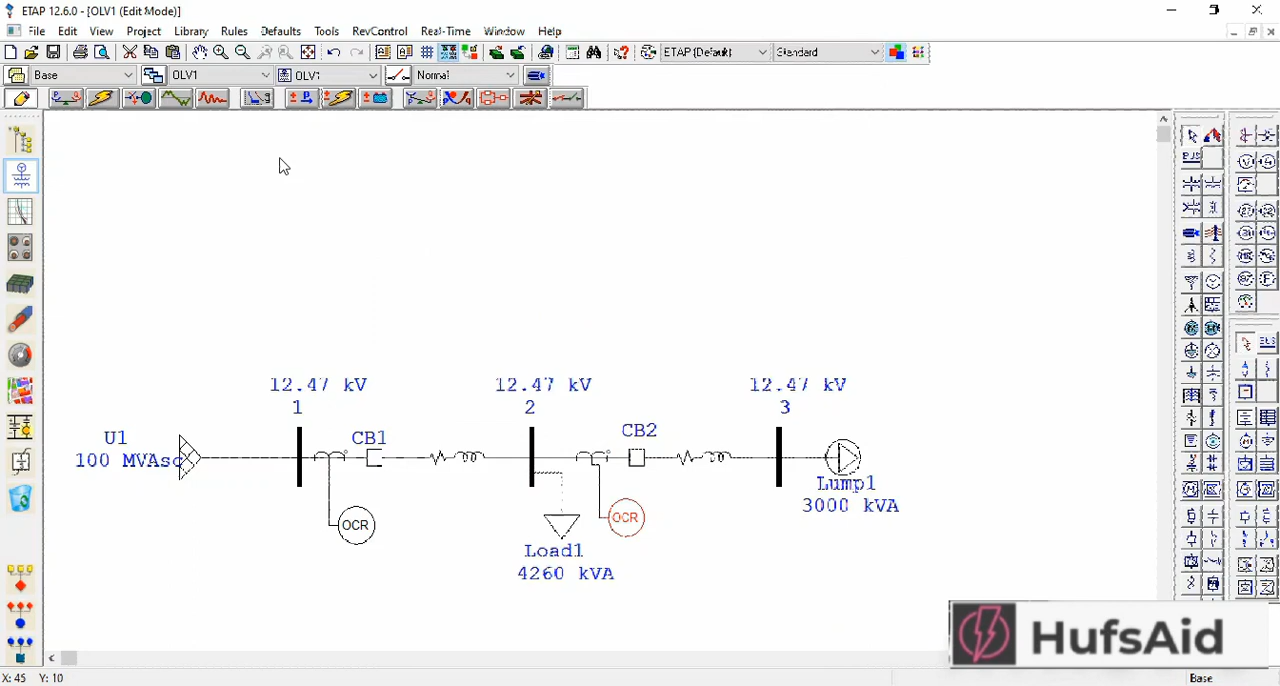 ETAP 12.6.0 - [OLV1 (Edit Mode)]
File Edit View Project Library Rules Defaults Tools RevControl Real-Time Window Help
ETAP (Default) Standard
Base OLV1 OLV1 Normal
12.47 kV 12.47 kV 12.47 kV
1 2 3
U1 CB1 CB2
100 MVAsc
Lump1
3000 kVA
OCR OCR
Load1
4260 kVA
BUS
HufsAid
X: 45 Y: 10 Base